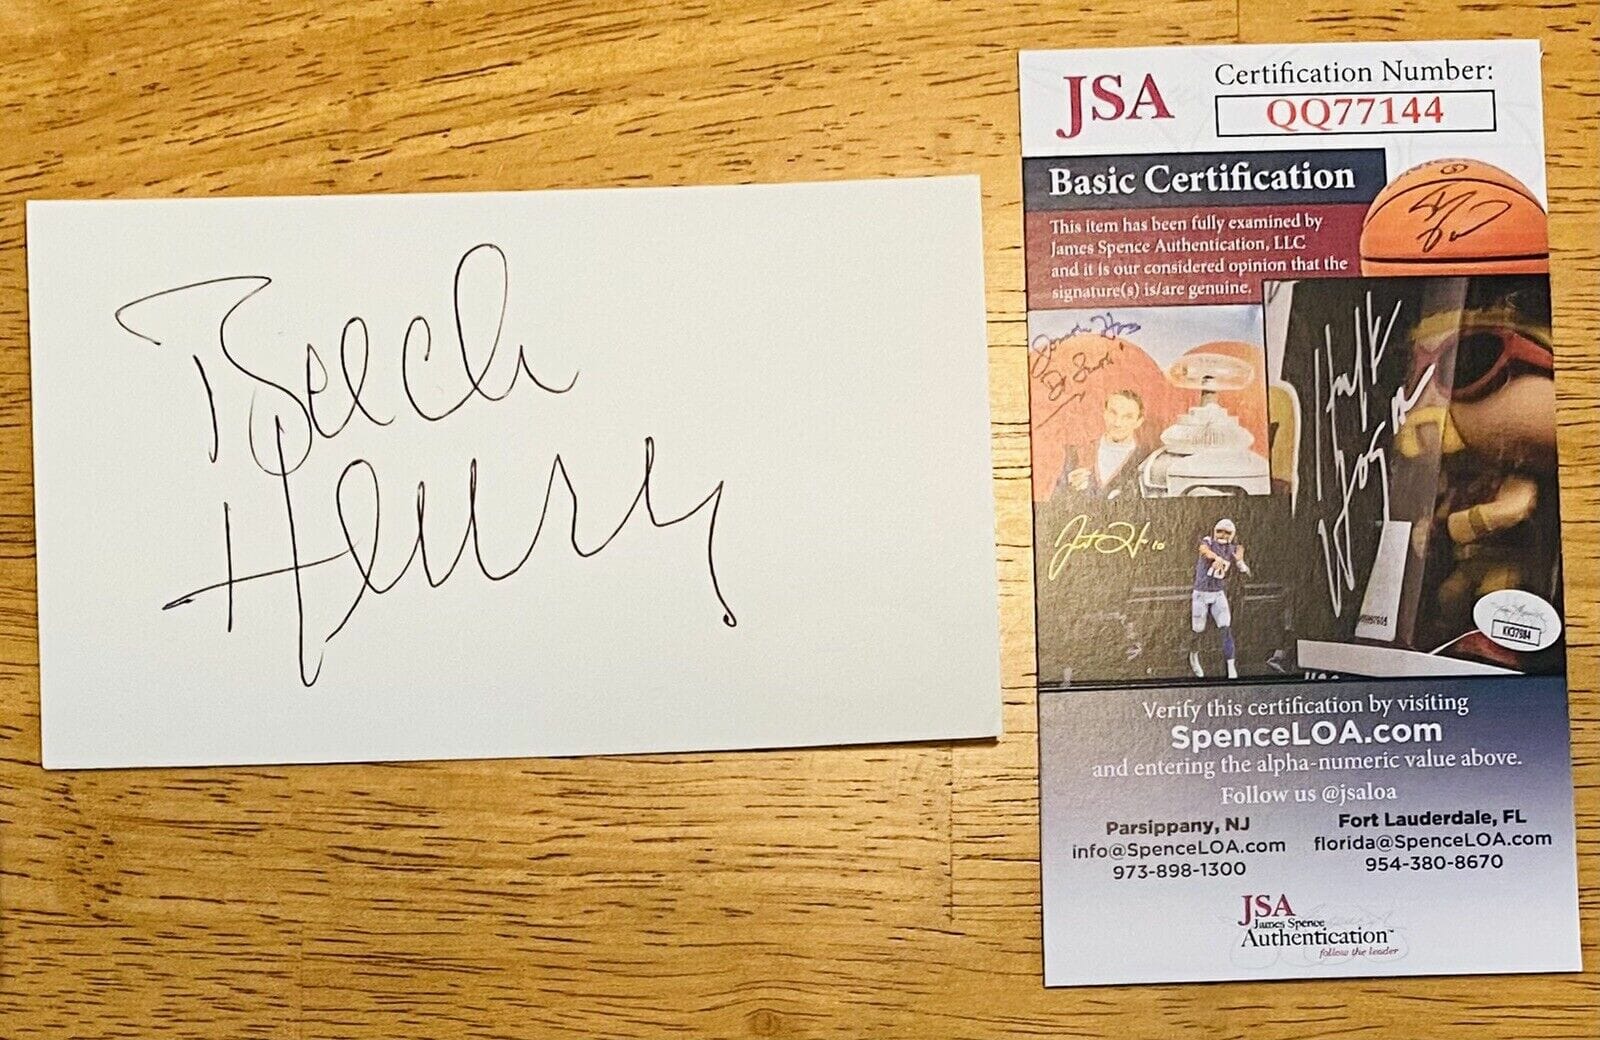 Buck
Henry
JSA
Certification Number:
QQ77144
Basic Certification
This item has been fully examined by
James Spence Authentication, LLC
and it is our considered opinion that the
signature(s) is/are genuine.
KK37984
Verify this certification by visiting
SpenceLOA.com
and entering the alpha-numeric value above.
Follow us @jsaloa
Parsippany, NJ
info@SpenceLOA.com
973-898-1300
Fort Lauderdale, FL
florida@SpenceLOA.com
954-380-8670
JSA
James Spence
Authentication™
follow the leader